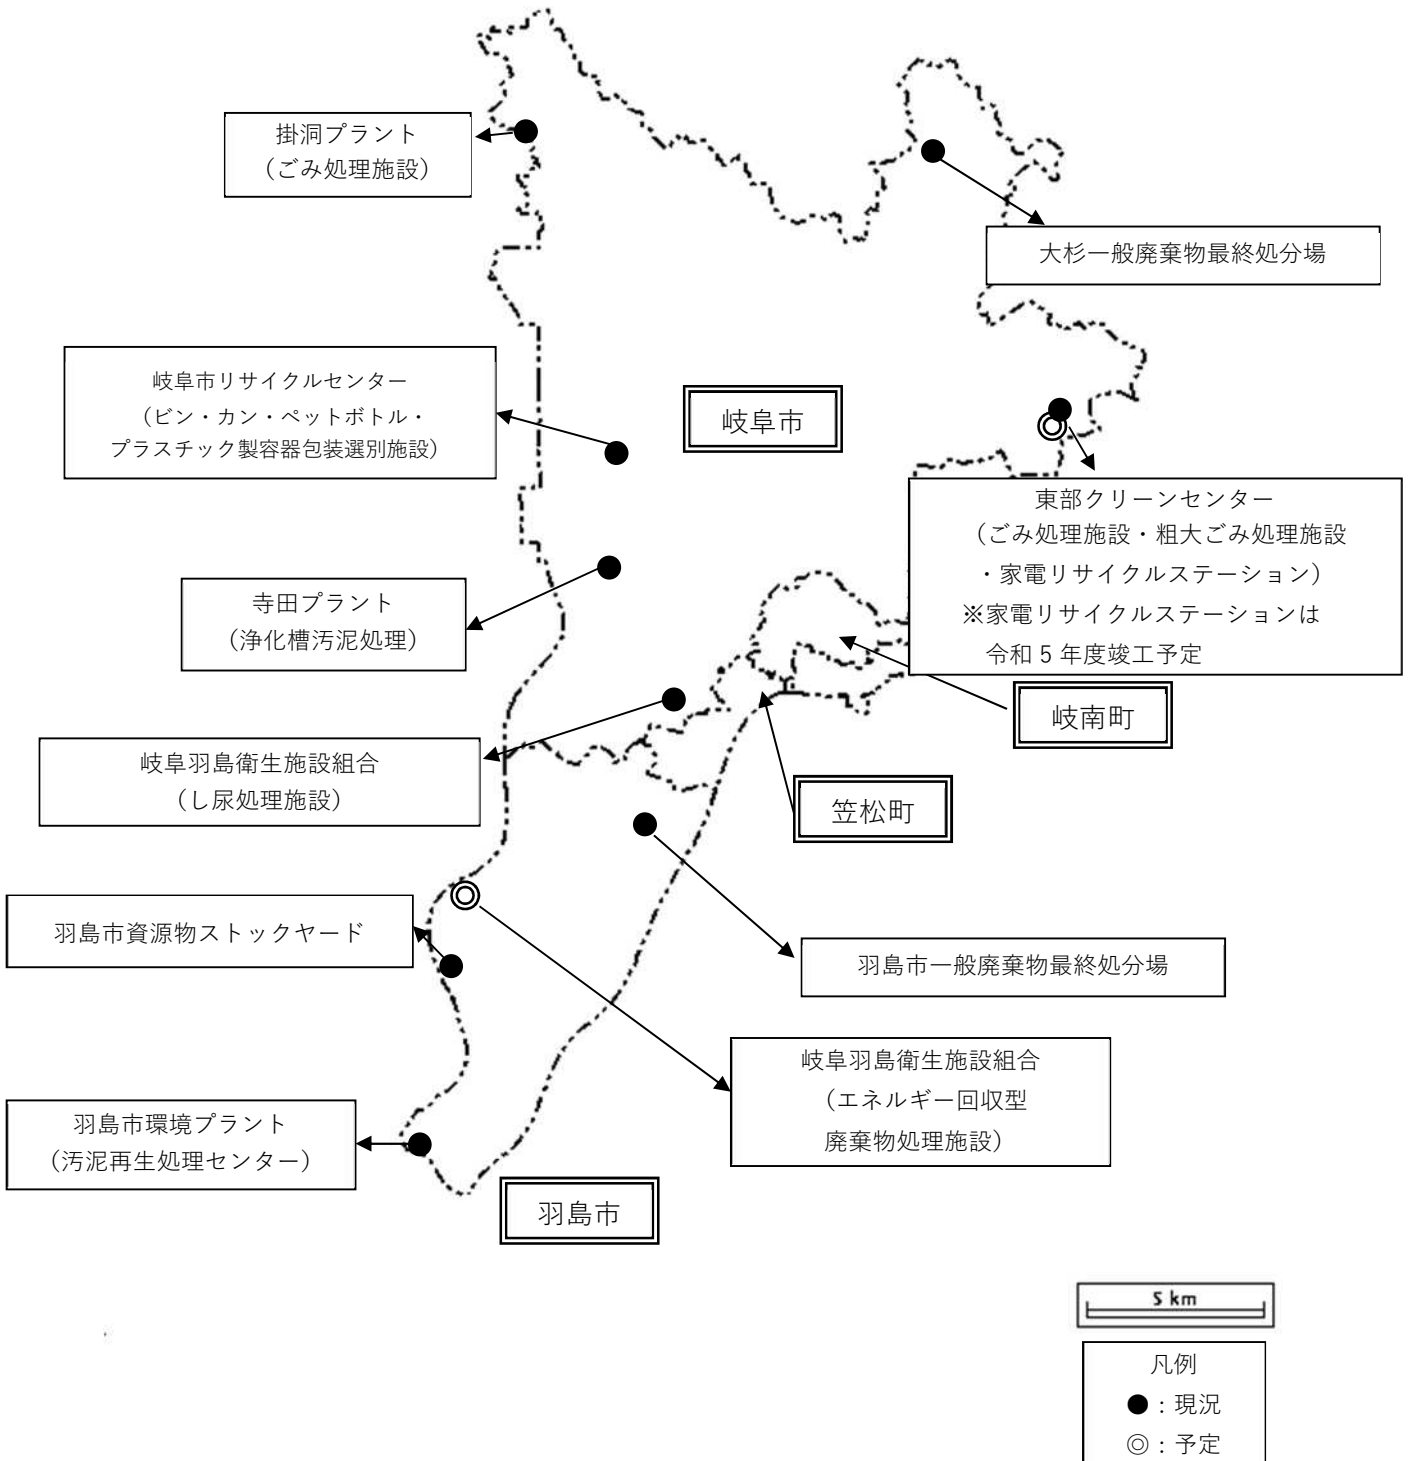 掛洞プラント
（ごみ処理施設）
大杉一般廃棄物最終処分場
岐阜市リサイクルセンター
（ビン・カン・ペットボトル・
プラスチック製容器包装選別施設）
岐阜市
東部クリーンセンター
（ごみ処理施設・粗大ごみ処理施設
・家電リサイクルステーション）
※家電リサイクルステーションは
令和５年度竣工予定
寺田プラント
（浄化槽汚泥処理）
岐南町
岐阜羽島衛生施設組合
（し尿処理施設）
笠松町
羽島市資源物ストックヤード
羽島市一般廃棄物最終処分場
岐阜羽島衛生施設組合
（エネルギー回収型
廃棄物処理施設）
羽島市環境プラント
（汚泥再生処理センター）
羽島市
5 km
凡例
●：現況
◎：予定